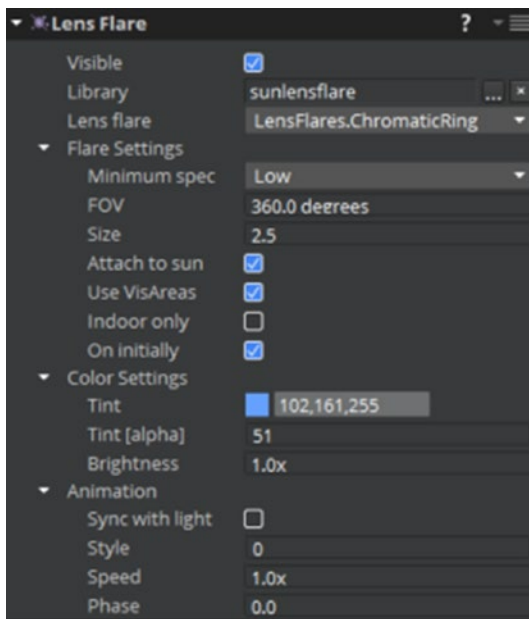 Lens Flare ?
Visible
Library sunlensflare ...
Lens flare LensFlares.ChromaticRing
Flare Settings
Minimum spec Low
FOV 360.0 degrees
Size 2.5
Attach to sun
Use VisAreas
Indoor only
On initially
Color Settings
Tint 102,161,255
Tint [alpha] 51
Brightness 1.0x
Animation
Sync with light
Style 0
Speed 1.0x
Phase 0.0